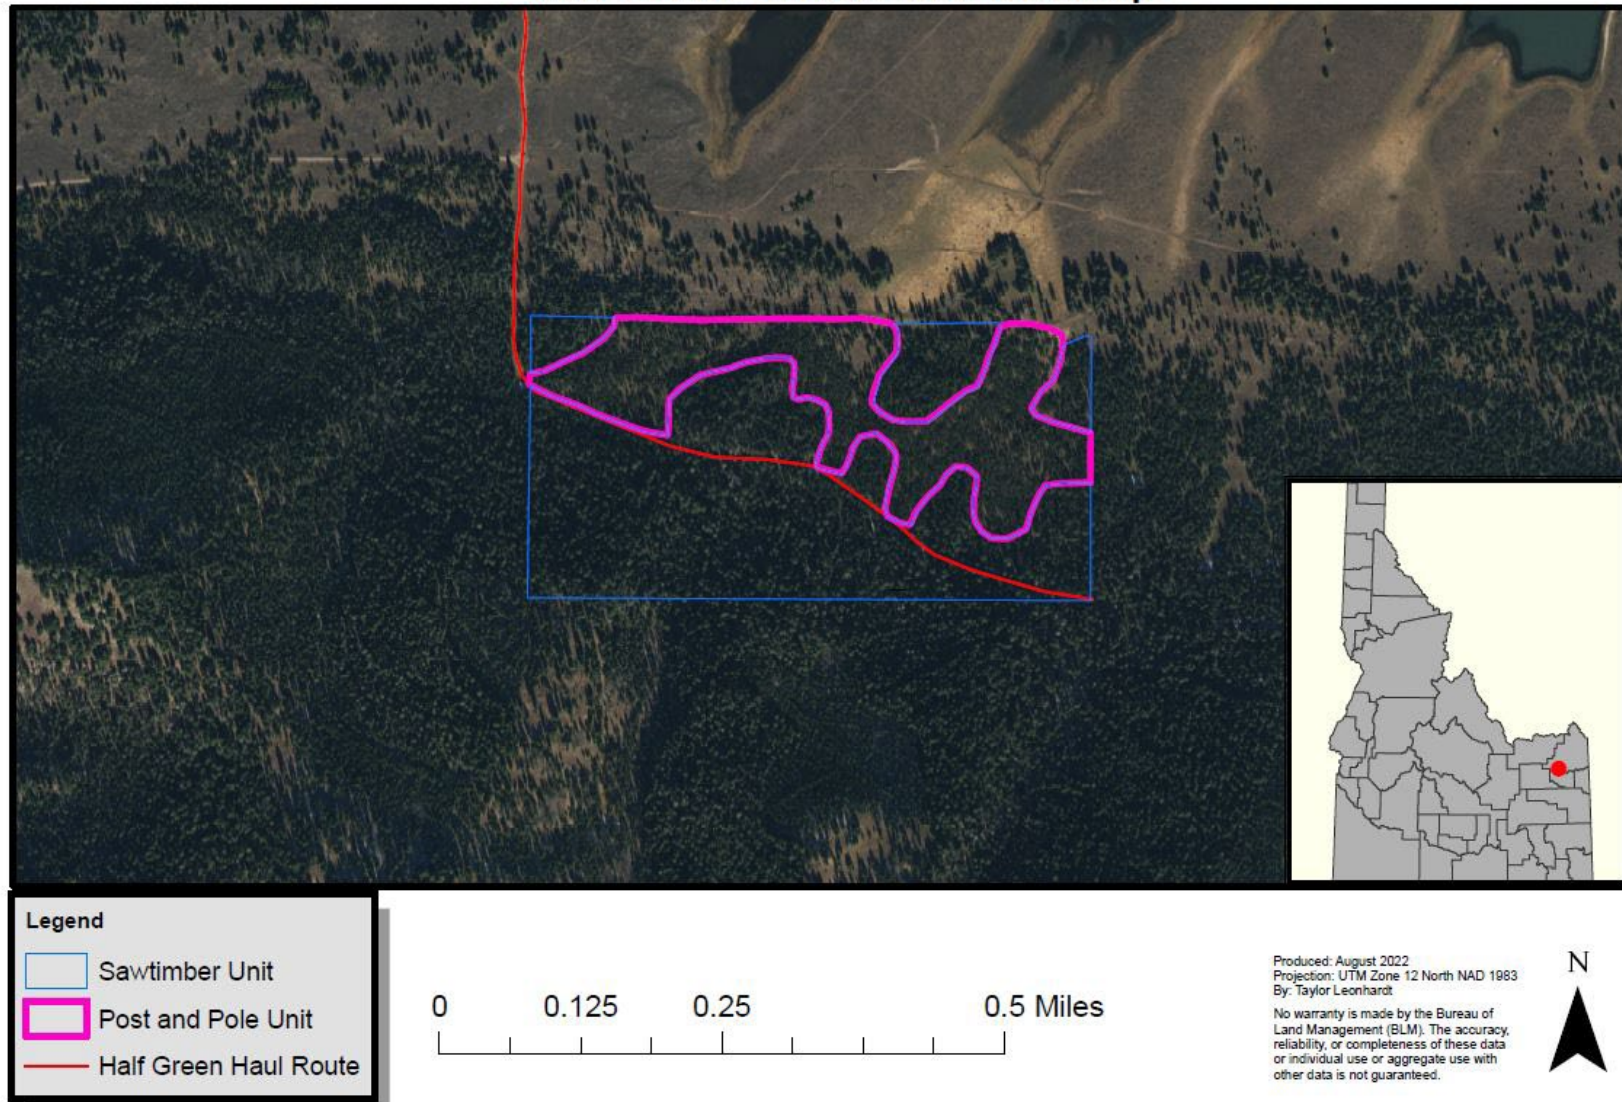 Legend
Sawtimber Unit
Post and Pole Unit
Half Green Haul Route
0 0.125 0.25 0.5 Miles
Produced: August 2022
Projection: UTM Zone 12 North NAD 1983
By: Taylor Leonhardt
No warranty is made by the Bureau of
Land Management (BLM). The accuracy,
reliability, or completeness of these data
or individual use or aggregate use with
other data is not guaranteed.
N